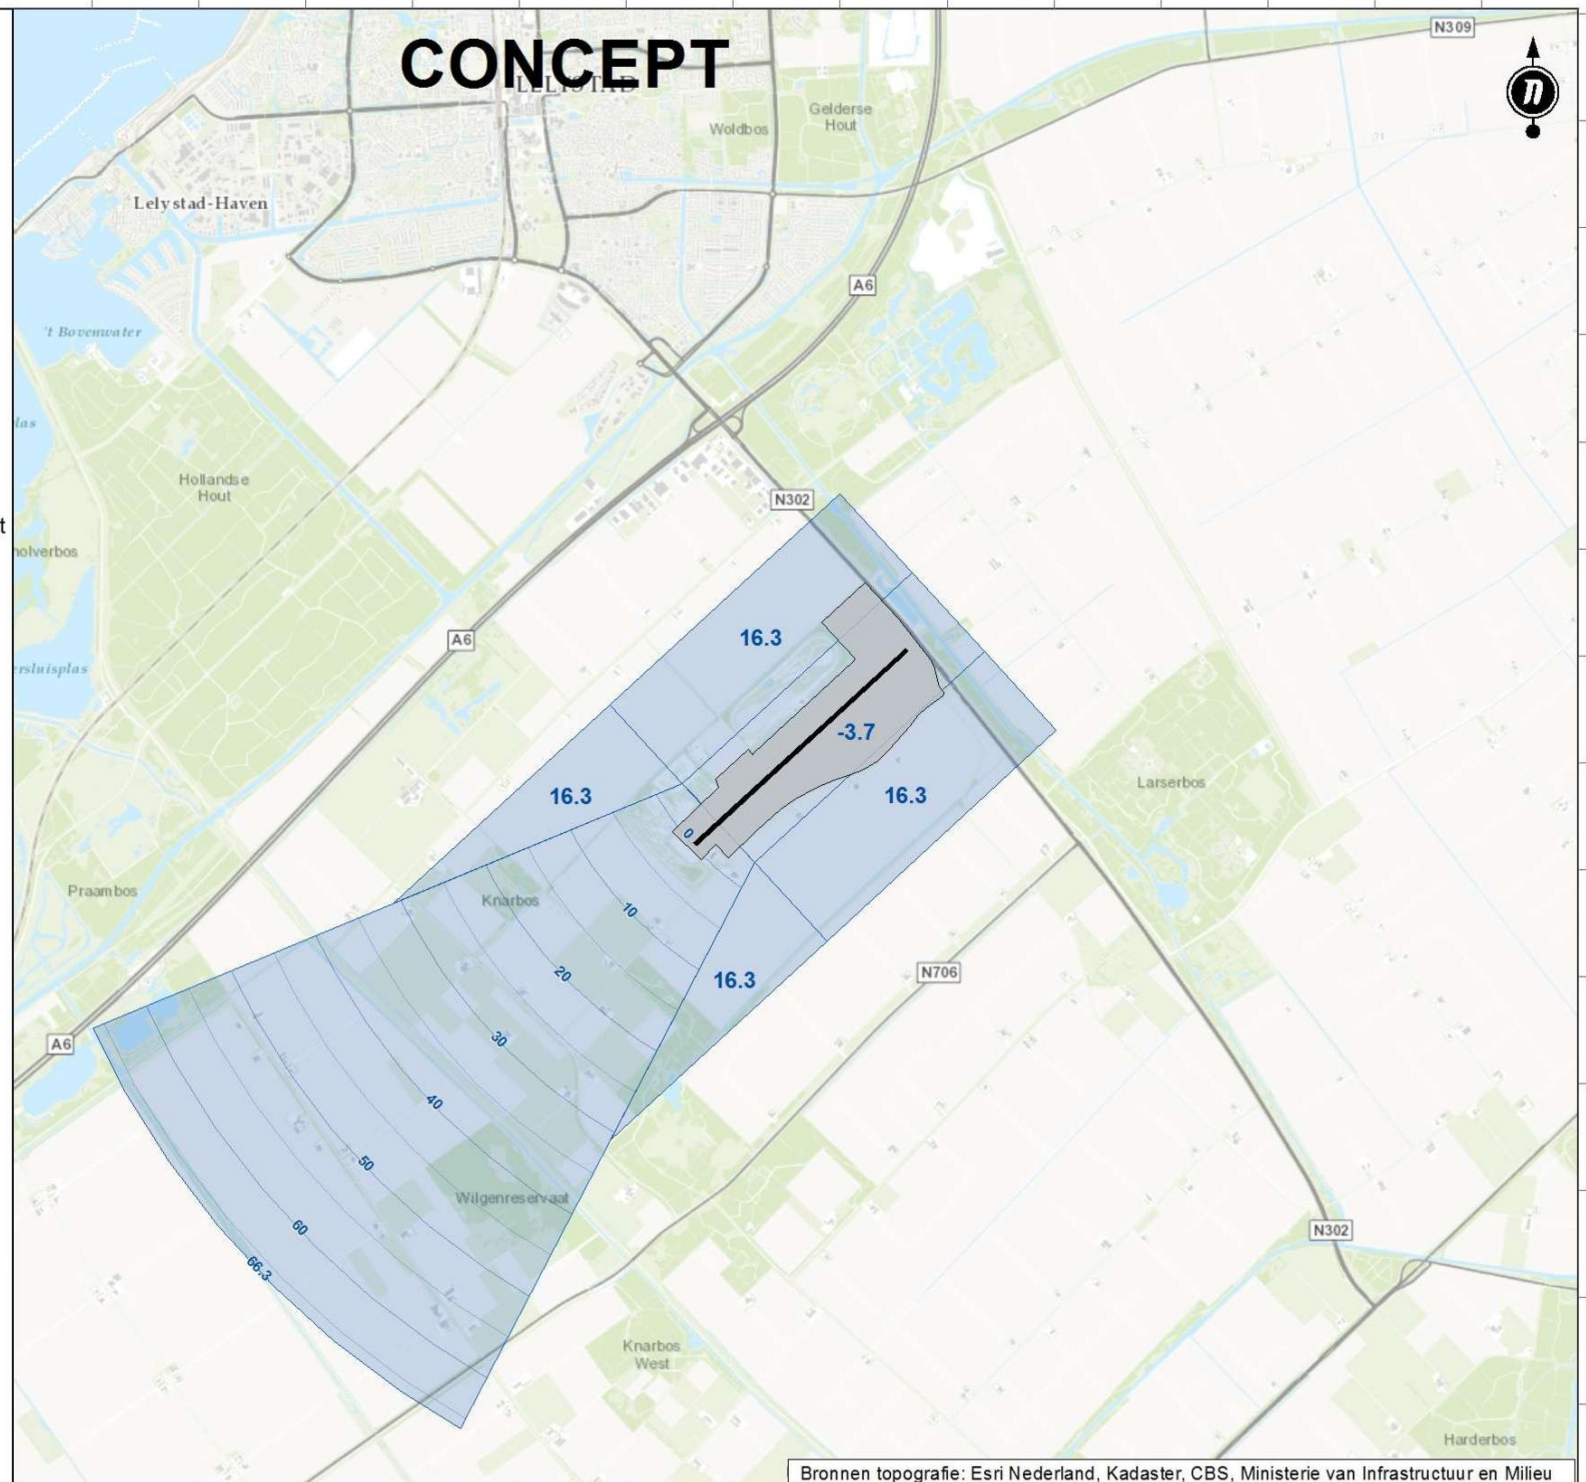 CONCEPT
LELYSTAD
N309
n
Gelderse
Hout
Woldbos
Lelystad-Haven
A6
't Bovenwater
las
Hollandse
Hout
N302
t
holverbos
A6
16.3
ersluisplas
-3.7
Larserbos
16.3
16.3
0
Praambos
Knarbos
10
N706
20
16.3
30
A6
40
50
Wilgenreservaat
60
N302
66.3
Knarbos
West
Harderbos
Bronnen topografie: Esri Nederland, Kadaster, CBS, Ministerie van Infrastructuur en Milieu